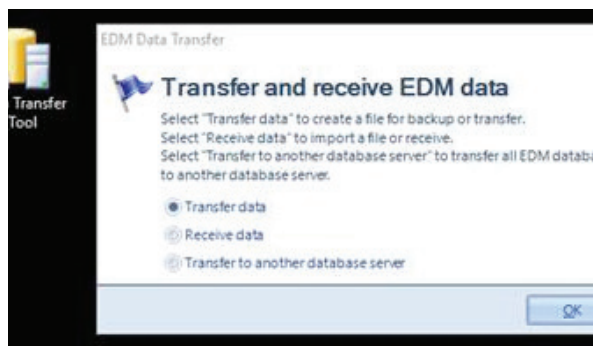 EDM Data Transfer
Transfer
Tool
Transfer and receive EDM data
Select "Transfer data" to create a file for backup or transfer.
Select "Receive data" to import a file or receive.
Select "Transfer to another database server" to transfer all EDM databa
to another database server.
Transfer data
Receive data
Transfer to another database server
OK